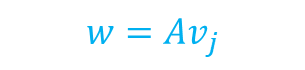 w = Av_j